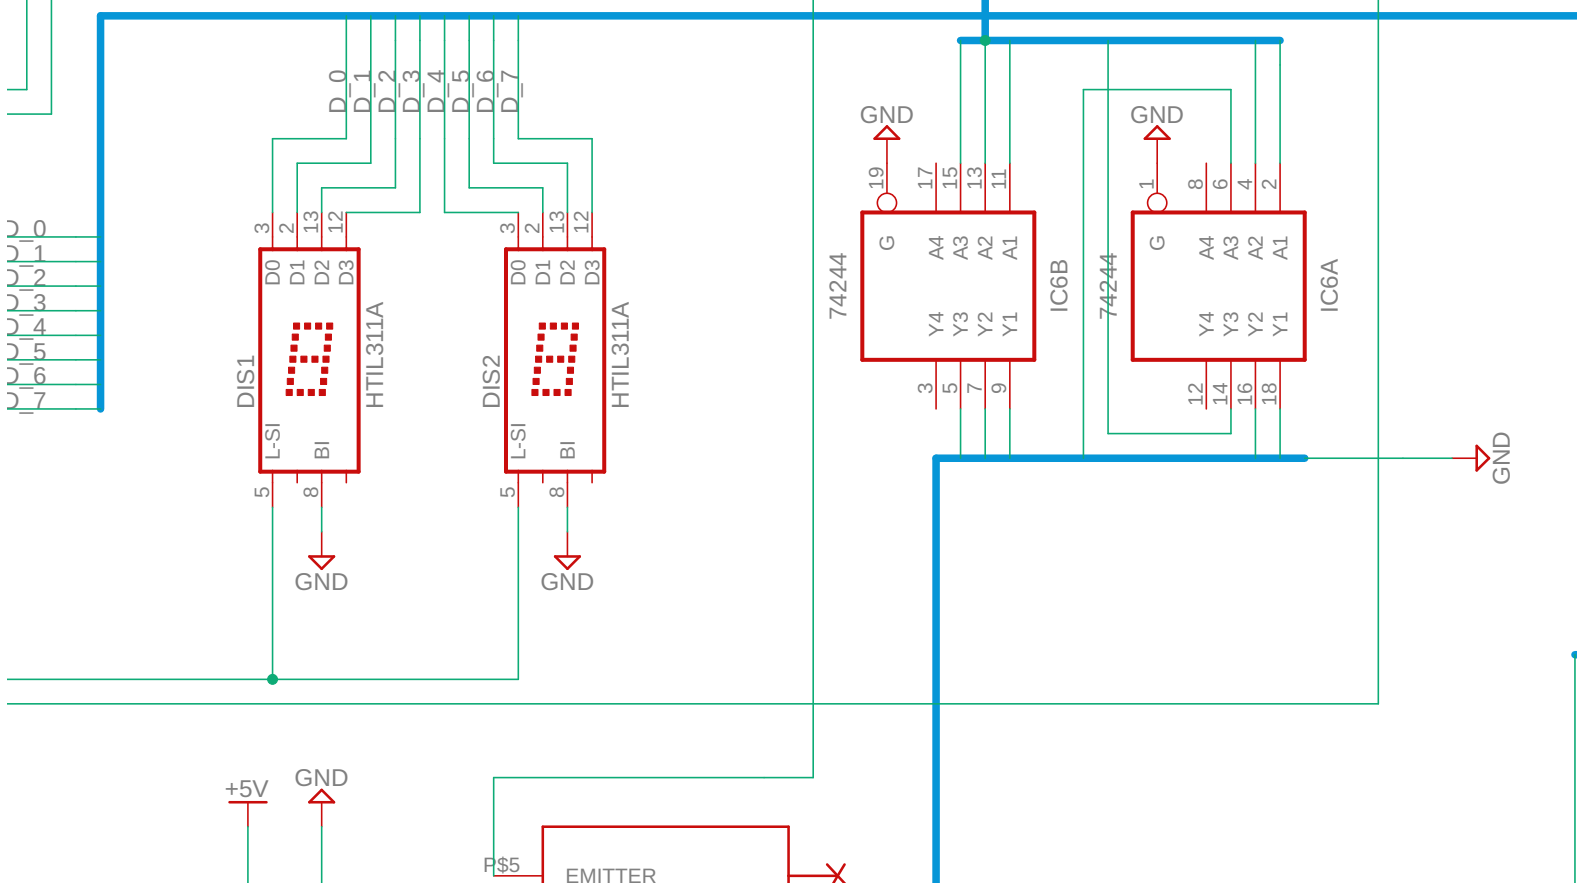 D_0
D_1
D_2
D_3
D_4
D_5
D_6
D_7
GND
GND
19
17
15
13
11
1
8
6
4
2
3
2
13
12
3
2
13
12
D_0
D_1
D_2
D_3
D_4
D_5
D_6
D_7
D0
D1
D2
D3
D0
D1
D2
D3
G
A4
A3
A2
A1
G
A4
A3
A2
A1
74244
IC6B
74244
IC6A
Y4
Y3
Y2
Y1
Y4
Y3
Y2
Y1
DIS1
HTIL311A
DIS2
HTIL311A
3
5
7
9
12
14
16
18
L-SI
BI
L-SI
BI
GND
5
8
5
8
GND
GND
+5V
GND
P$5
EMITTER